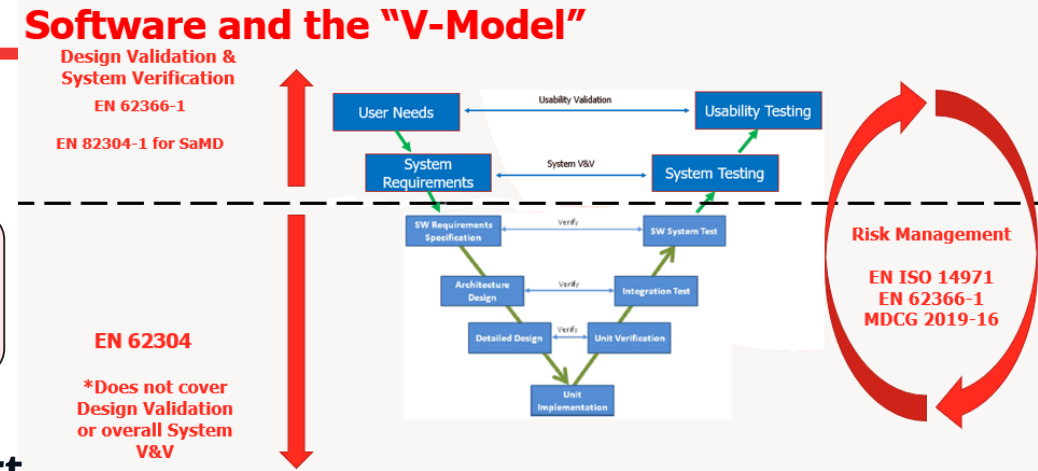 Software and the “V-Model”
Design Validation &
System Verification
EN 62366-1
EN 82304-1 for SaMD
User Needs
Usability Validation
Usability Testing
System
Requirements
System V&V
System Testing
SW Requirements
Specification
Verify
SW System Test
Architecture
Design
Verify
Integration Test
Detailed Design
Verify
Unit Verification
Unit
Implementation
EN 62304
*Does not cover
Design Validation
or overall System
V&V
Risk Management
EN ISO 14971
EN 62366-1
MDCG 2019-16